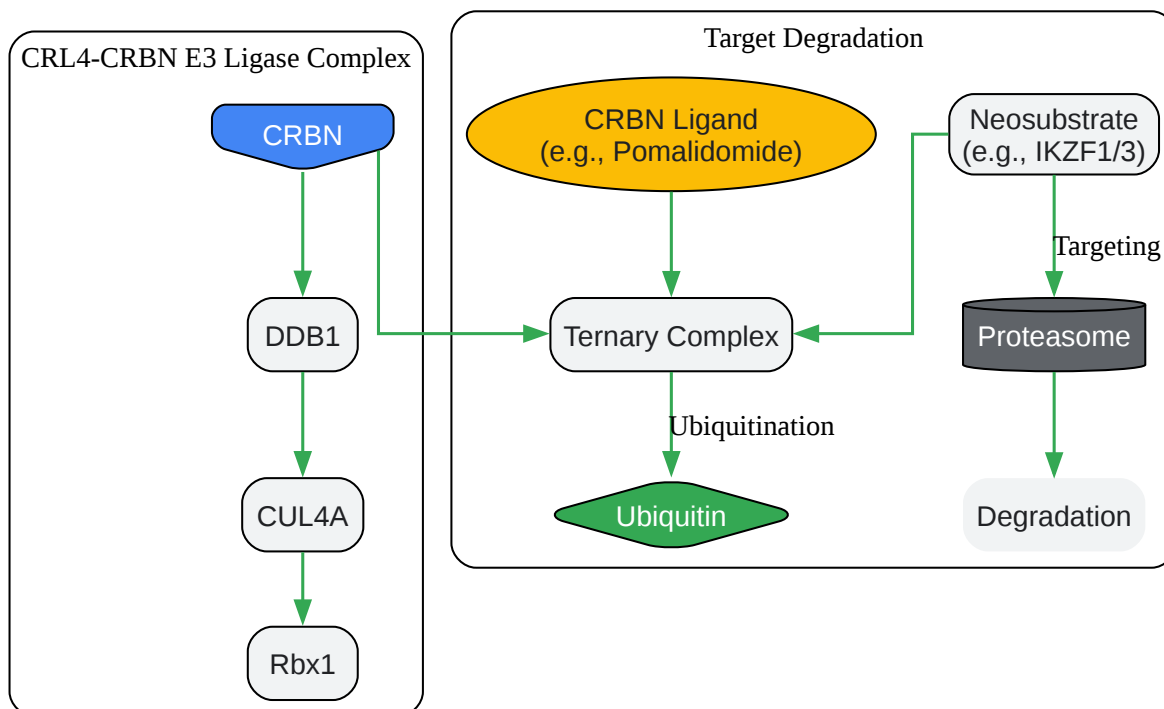 CRL4-CRBN E3 Ligase Complex
CRBN
DDB1
CUL4A
Rbx1
Target Degradation
CRBN Ligand
(e.g., Pomalidomide)
Neosubstrate
(e.g., IKZF1/3)
Targeting
Ternary Complex
Proteasome
Ubiquitination
Ubiquitin
Degradation